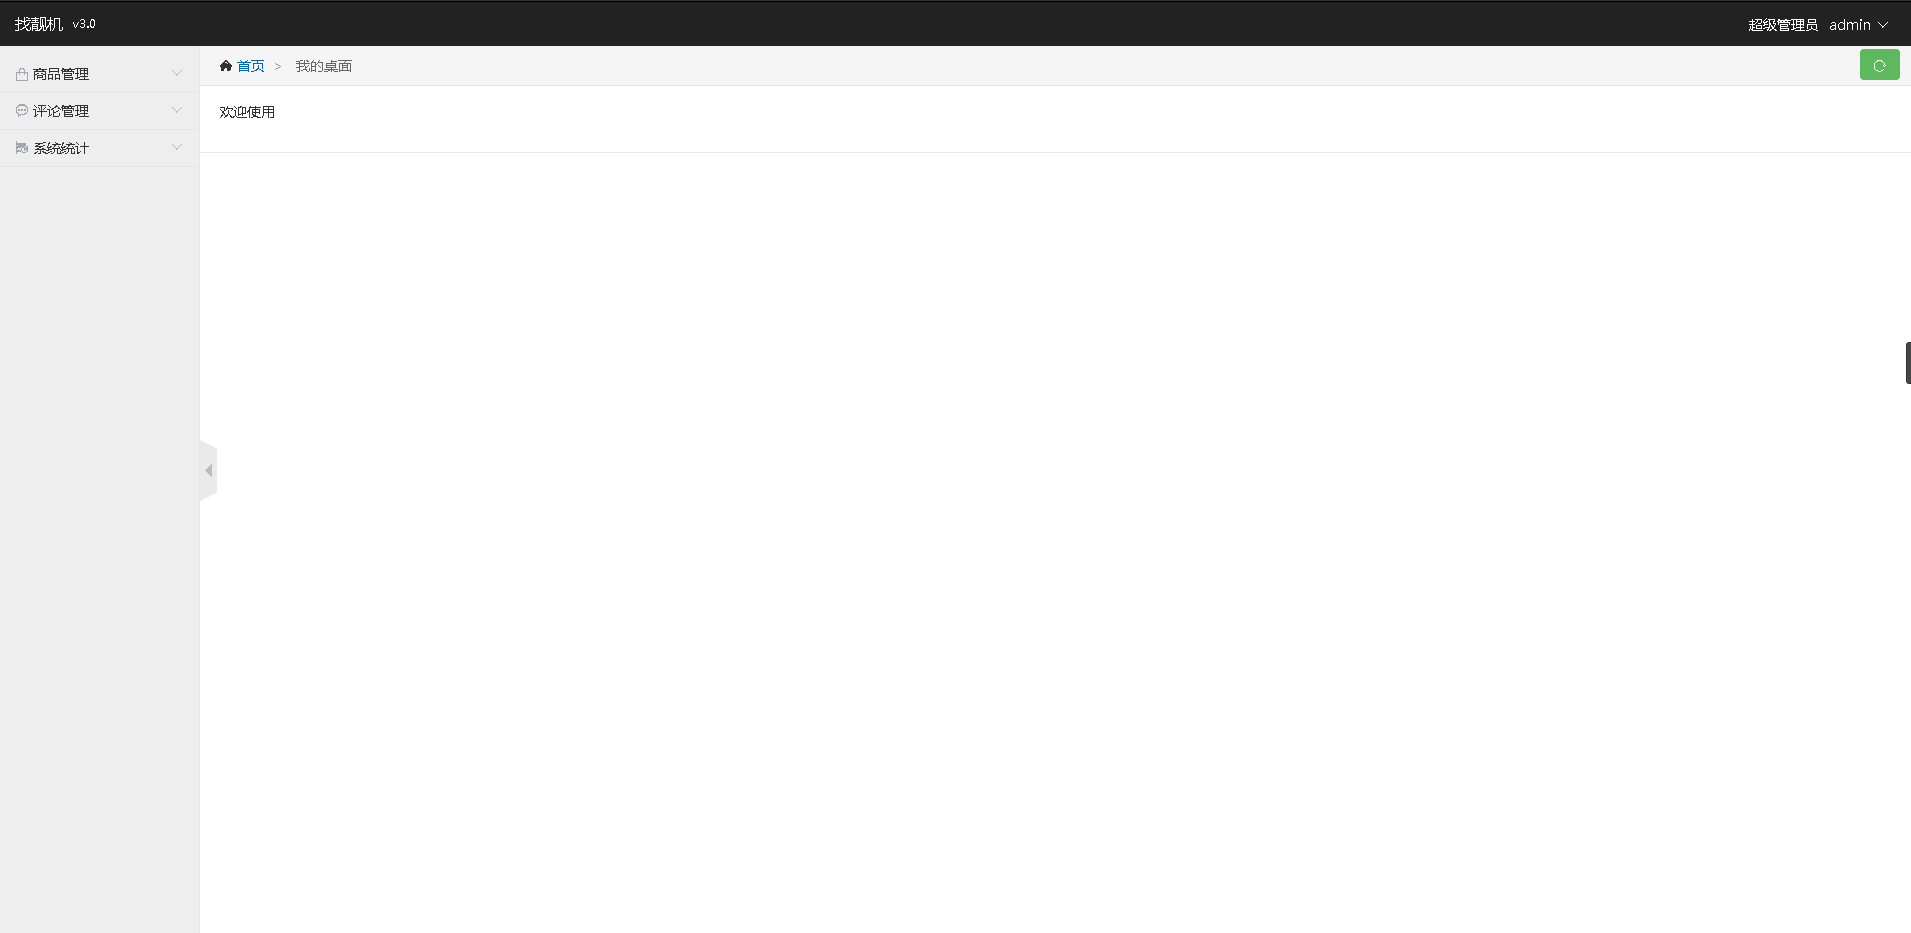 找靓机 v3.0
超级管理员 admin
商品管理
评论管理
系统统计
首页 > 我的桌面
欢迎使用